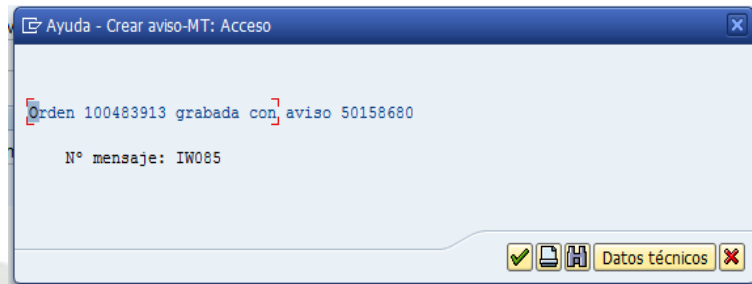 Ayuda - Crear aviso-MT: Acceso
Orden 100483913 grabada con aviso 50158680
Nº mensaje: IW085
Datos técnicos